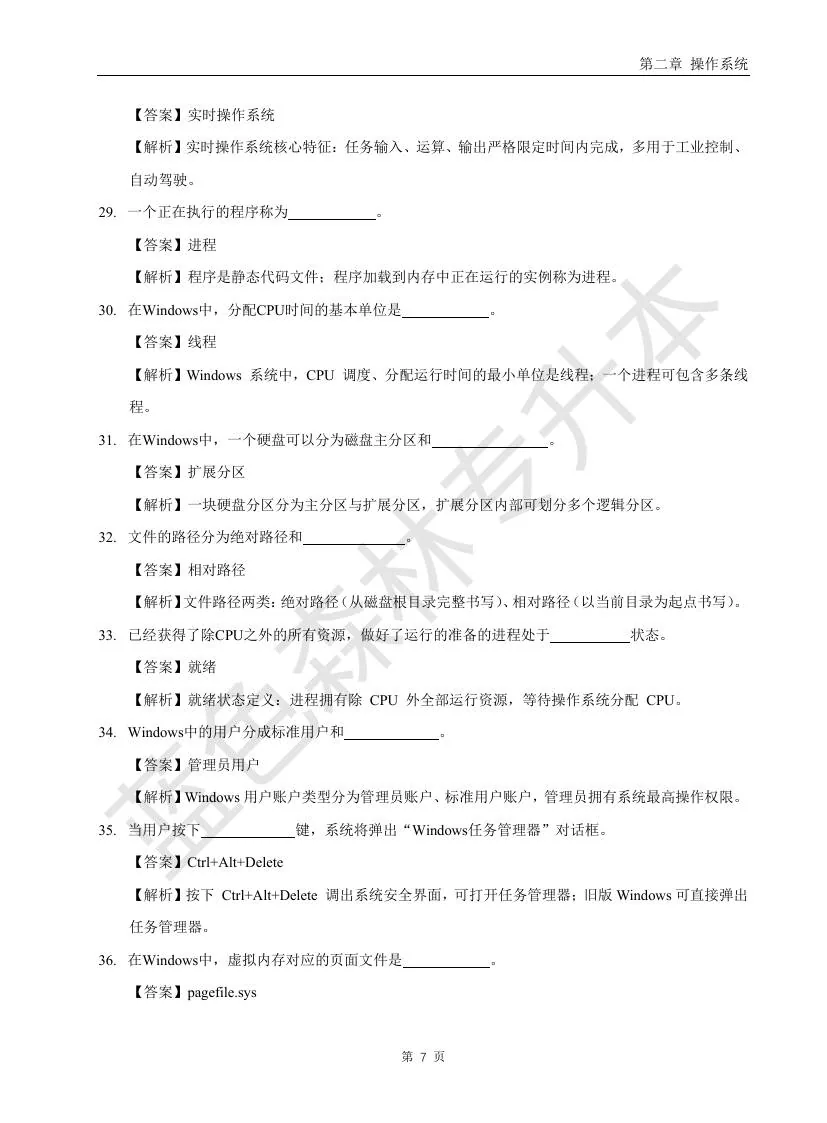 第二章 操作系统
【答案】实时操作系统
【解析】实时操作系统核心特征：任务输入、运算、输出严格限定时间内完成，多用于工业控制、
自动驾驶。
29. 一个正在执行的程序称为____________。
【答案】进程
【解析】程序是静态代码文件；程序加载到内存中正在运行的实例称为进程。
30. 在Windows中，分配CPU时间的基本单位是____________。
【答案】线程
【解析】Windows 系统中，CPU 调度、分配运行时间的最小单位是线程；一个进程可包含多条线
程。
31. 在Windows中，一个硬盘可以分为磁盘主分区和________________。
【答案】扩展分区
【解析】一块硬盘分区分为主分区与扩展分区，扩展分区内部可划分多个逻辑分区。
32. 文件的路径分为绝对路径和______________。
【答案】相对路径
【解析】文件路径两类：绝对路径（从磁盘根目录完整书写）、相对路径（以当前目录为起点书写）。
33. 已经获得了除CPU之外的所有资源，做好了运行的准备的进程处于___________状态。
【答案】就绪
【解析】就绪状态定义：进程拥有除 CPU 外全部运行资源，等待操作系统分配 CPU。
34. Windows中的用户分成标准用户和_____________。
【答案】管理员用户
【解析】Windows 用户账户类型分为管理员账户、标准用户账户，管理员拥有系统最高操作权限。
35. 当用户按下_____________键，系统将弹出“Windows任务管理器”对话框。
【答案】Ctrl+Alt+Delete
【解析】按下 Ctrl+Alt+Delete 调出系统安全界面，可打开任务管理器；旧版 Windows 可直接弹出
任务管理器。
36. 在Windows中，虚拟内存对应的页面文件是____________。
【答案】pagefile.sys
第 7 页
蓝色森林专升本